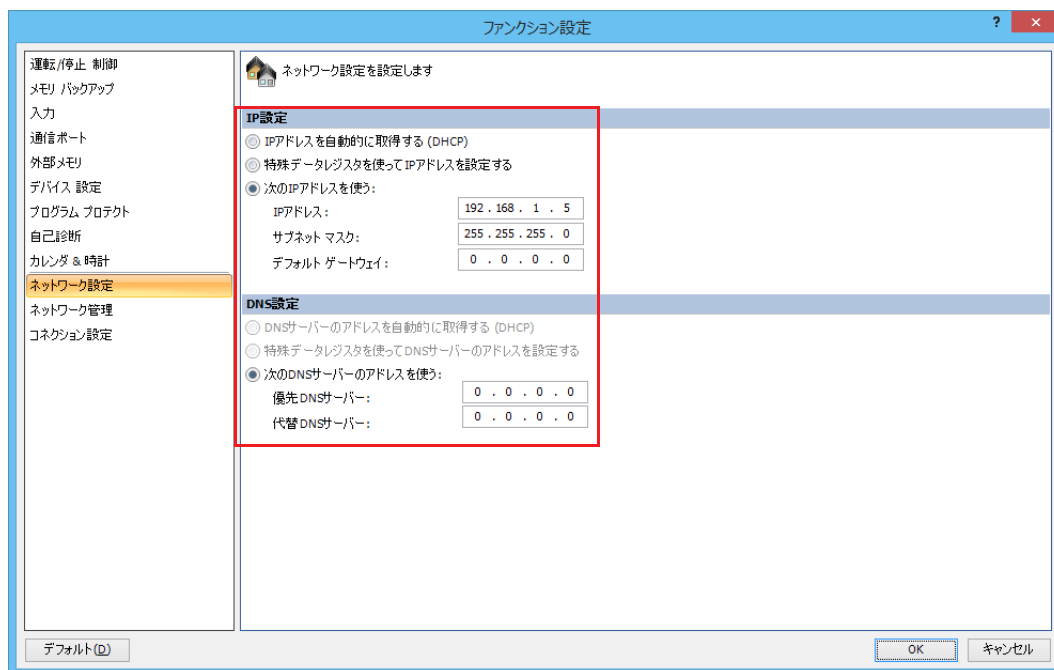 ファンクション設定
?
×
運転/停止 制御
メモリ バックアップ
入力
通信ポート
外部メモリ
デバイス 設定
プログラム プロテクト
自己診断
カレンダ & 時計
ネットワーク設定
ネットワーク管理
コネクション設定
ネットワーク設定を設定します
IP設定
IPアドレスを自動的に取得する (DHCP)
特殊データレジスタを使ってIPアドレスを設定する
次のIPアドレスを使う:
IPアドレス: 192 . 168 . 1 . 5
サブネット マスク: 255 . 255 . 255 . 0
デフォルト ゲートウェイ: 0 . 0 . 0 . 0
DNS設定
DNSサーバーのアドレスを自動的に取得する (DHCP)
特殊データレジスタを使ってDNSサーバーのアドレスを設定する
次のDNSサーバーのアドレスを使う:
優先DNSサーバー: 0 . 0 . 0 . 0
代替DNSサーバー: 0 . 0 . 0 . 0
デフォルト(D)
OK
キャンセル